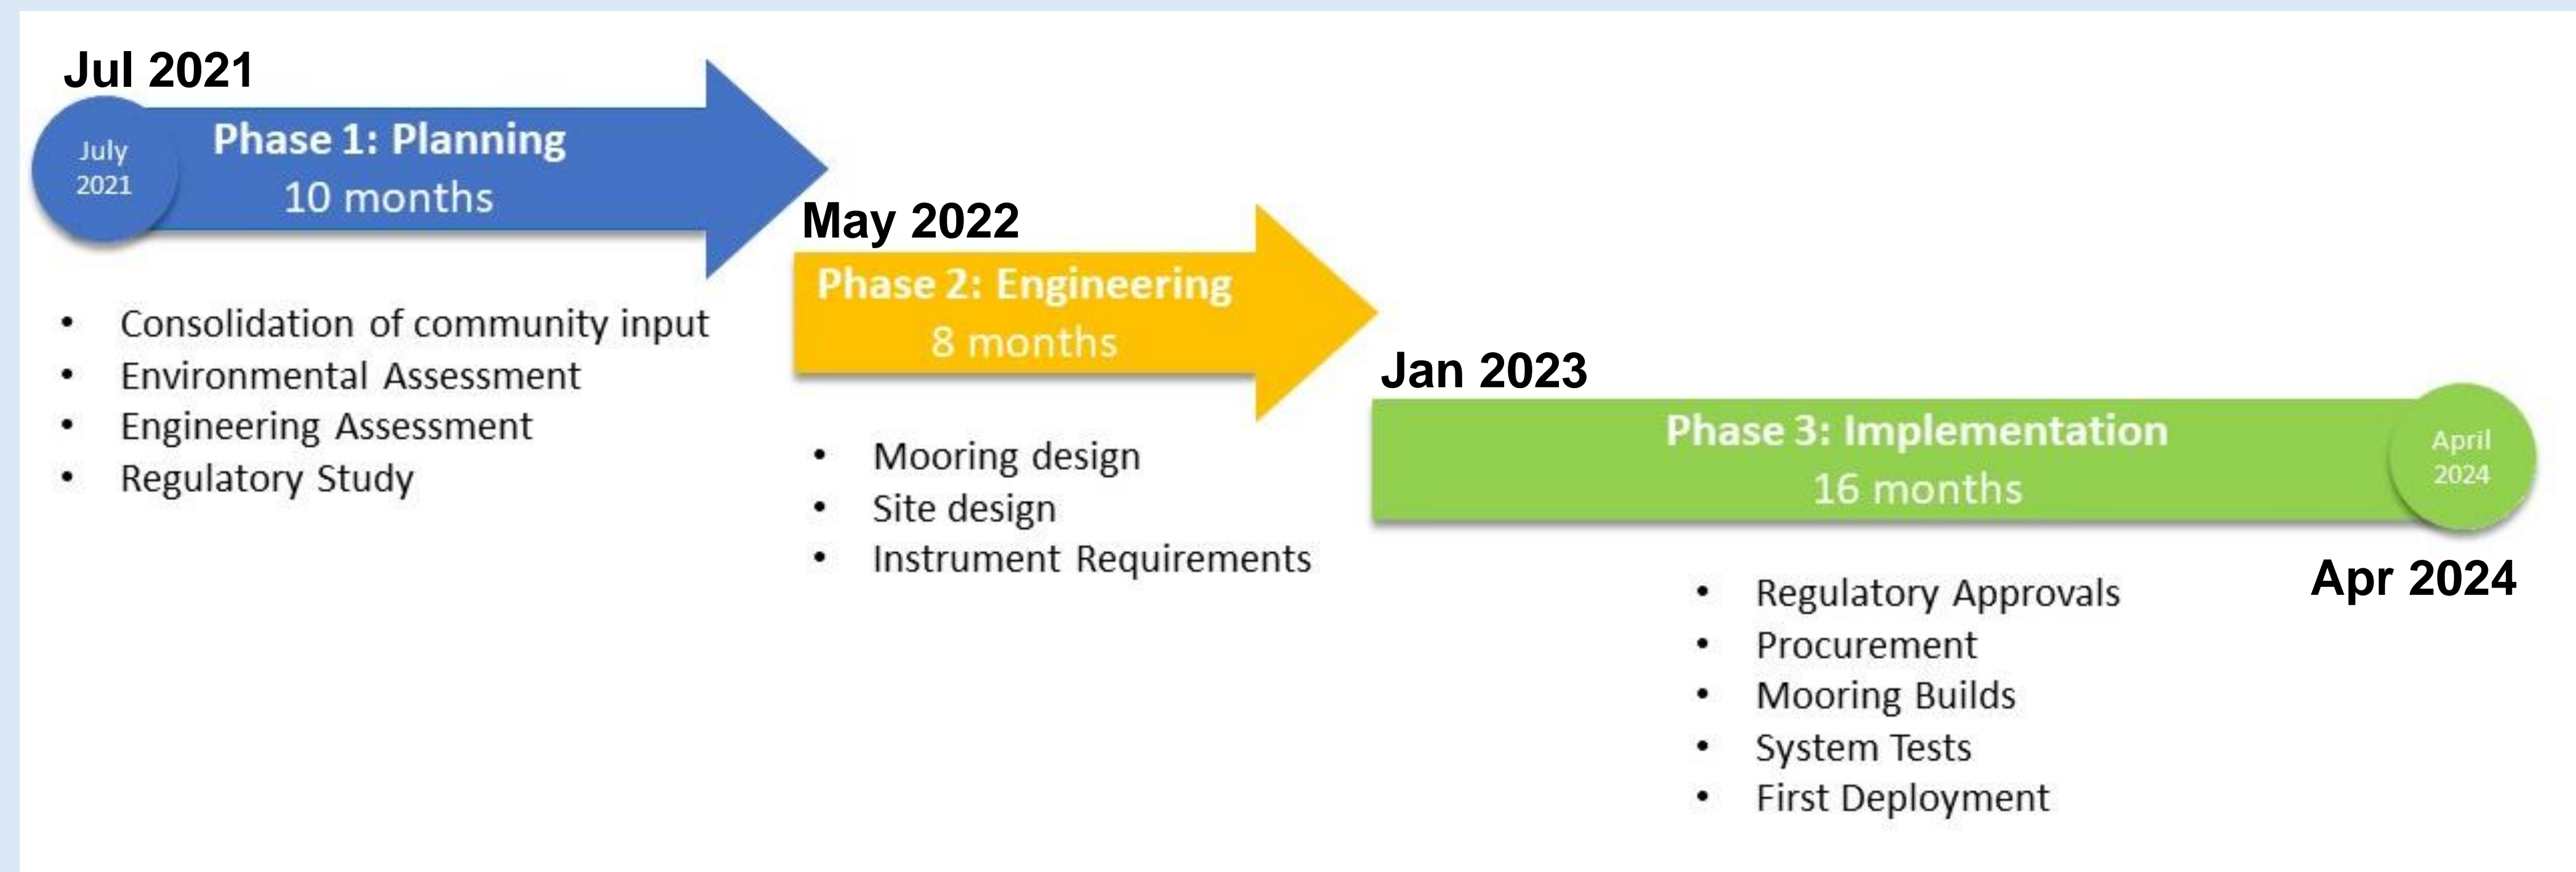 Jul 2021
July
2021
Phase 1: Planning
10 months
• Consolidation of community input
• Environmental Assessment
• Engineering Assessment
• Regulatory Study
May 2022
Phase 2: Engineering
8 months
• Mooring design
• Site design
• Instrument Requirements
Jan 2023
Phase 3: Implementation
16 months
April
2024
Apr 2024
• Regulatory Approvals
• Procurement
• Mooring Builds
• System Tests
• First Deployment